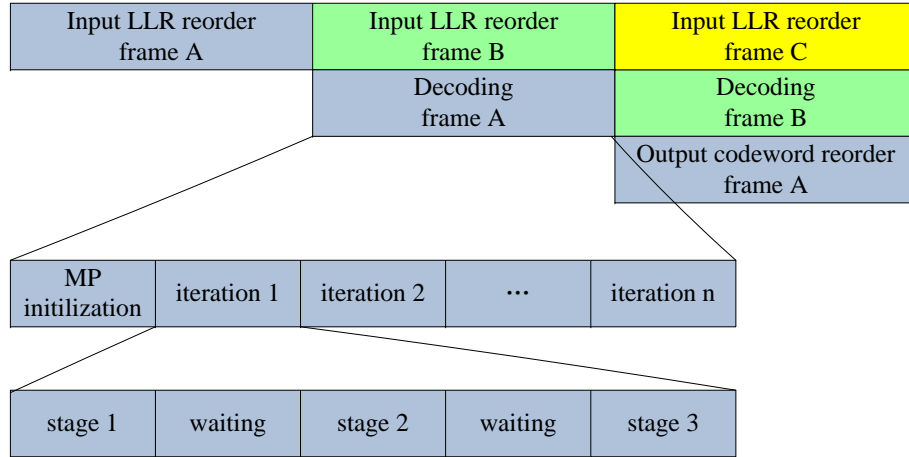 Input LLR reorder
frame A
Input LLR reorder
frame B
Input LLR reorder
frame C
Decoding
frame A
Decoding
frame B
Output codeword reorder
frame A
MP
initilization
iteration 1
iteration 2
...
iteration n
stage 1
waiting
stage 2
waiting
stage 3